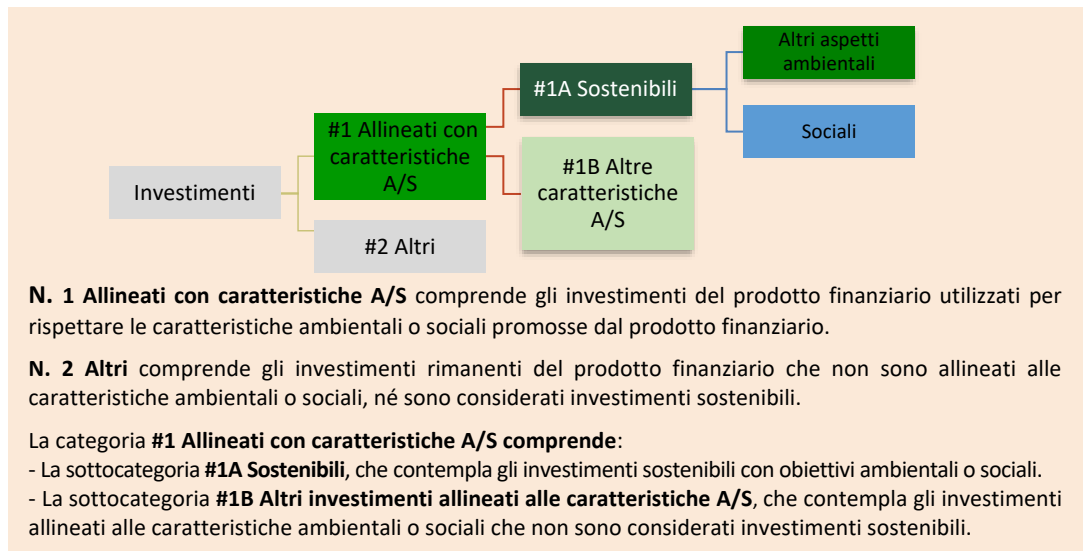 Altri aspetti
ambientali
#1A Sostenibili
#1 Allineati con
caratteristiche
A/S
Sociali
#1B Altre
caratteristiche
A/S
Investimenti
#2 Altri
N. 1 Allineati con caratteristiche A/S comprende gli investimenti del prodotto finanziario utilizzati per
rispettare le caratteristiche ambientali o sociali promosse dal prodotto finanziario.
N. 2 Altri comprende gli investimenti rimanenti del prodotto finanziario che non sono allineati alle
caratteristiche ambientali o sociali, né sono considerati investimenti sostenibili.
La categoria #1 Allineati con caratteristiche A/S comprende:
- La sottocategoria #1A Sostenibili, che contempla gli investimenti sostenibili con obiettivi ambientali o sociali.
- La sottocategoria #1B Altri investimenti allineati alle caratteristiche A/S, che contempla gli investimenti
allineati alle caratteristiche ambientali o sociali che non sono considerati investimenti sostenibili.